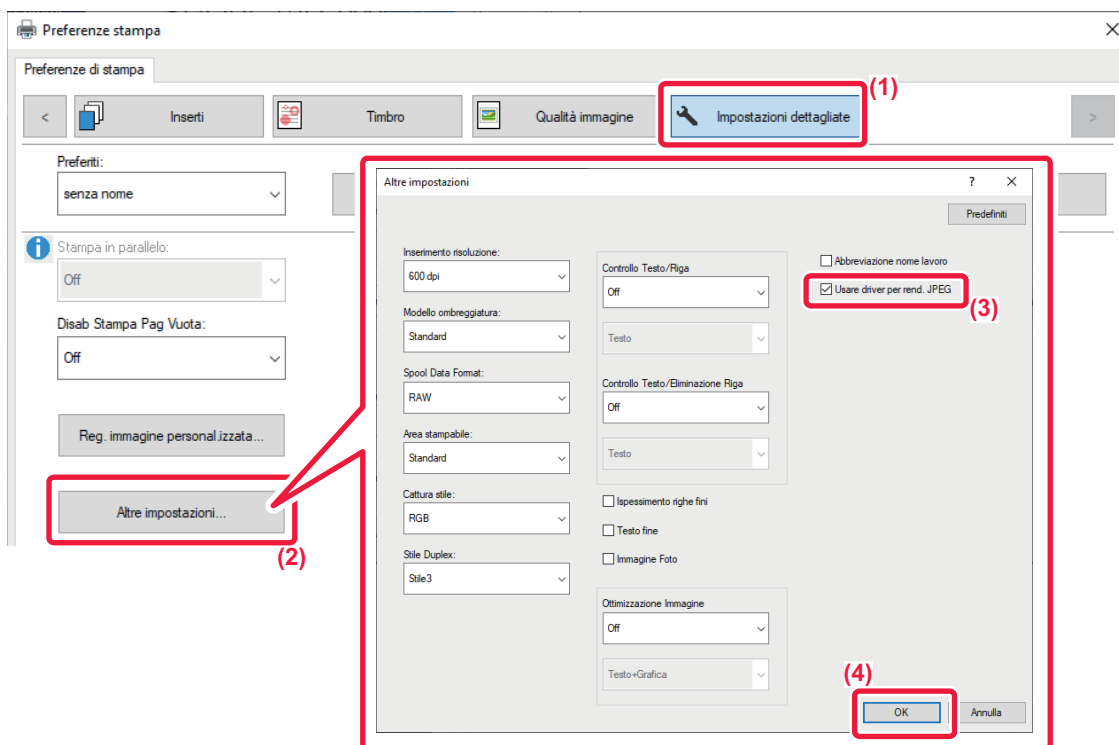 Preferenze stampa
Preferenze di stampa
(1)
<
Inserti
Timbro
Qualità immagine
Impostazioni dettagliate
>
Preferiti:
senza nome
Stampa in parallelo:
Off
Disab Stampa Pag Vuota:
Off
Reg. immagine personal.izzata...
Altre impostazioni...
(2)
Altre impostazioni
?
Predefiniti
Inserimento risoluzione:
600 dpi
Modello ombreggiatura:
Standard
Spool Data Format:
RAW
Area stampabile:
Standard
Cattura stile:
RGB
Stile Duplex:
Stile3
Controllo Testo/Riga
Off
Testo
Controllo Testo/Eliminazione Riga
Off
Testo
Ispessimento righe fini
Testo fine
Immagine Foto
Ottimizzazione Immagine
Off
Testo+Grafica
Abbreviazione nome lavoro
Usare driver per rend. JPEG
(3)
(4)
OK
Annulla